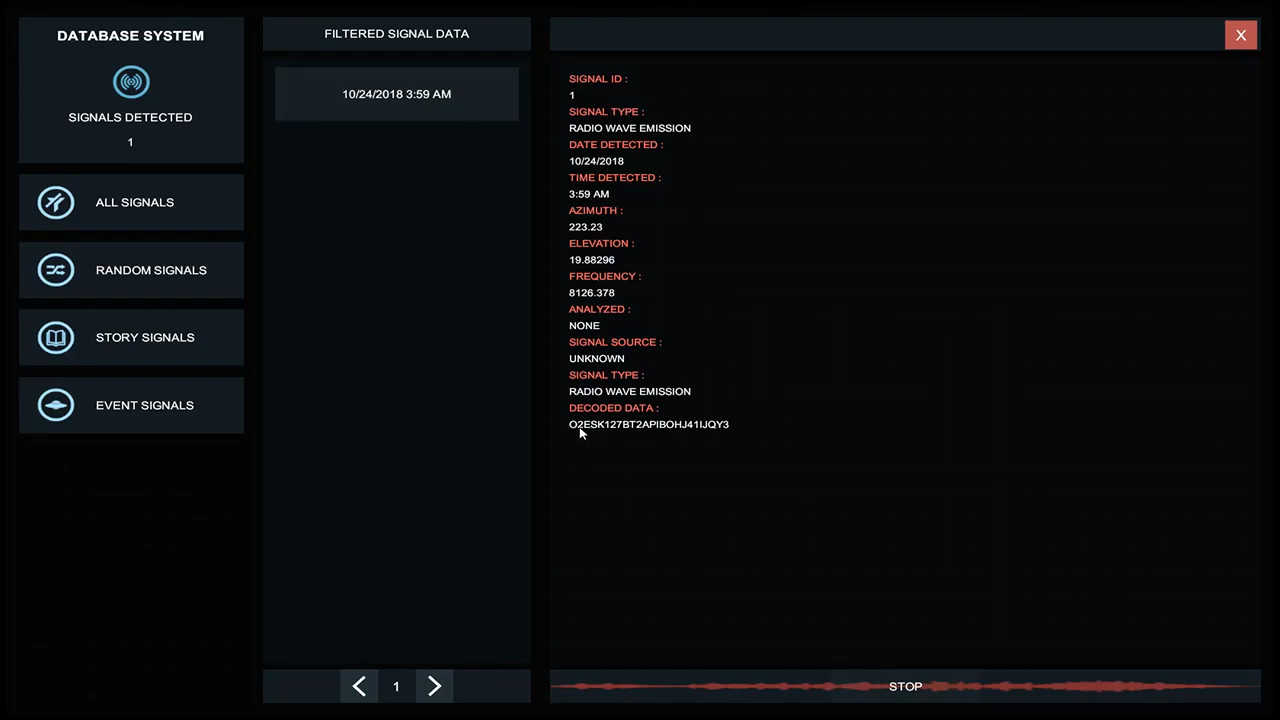 DATABASE SYSTEM
SIGNALS DETECTED
1
ALL SIGNALS
RANDOM SIGNALS
STORY SIGNALS
EVENT SIGNALS
FILTERED SIGNAL DATA
10/24/2018 3:59 AM
1
X
SIGNAL ID :
1
SIGNAL TYPE :
RADIO WAVE EMISSION
DATE DETECTED :
10/24/2018
TIME DETECTED :
3:59 AM
AZIMUTH :
223.23
ELEVATION :
19.88296
FREQUENCY :
8126.378
ANALYZED :
NONE
SIGNAL SOURCE :
UNKNOWN
SIGNAL TYPE :
RADIO WAVE EMISSION
DECODED DATA :
O2ESK127BT2APIBOHJ41IJQY3
STOP